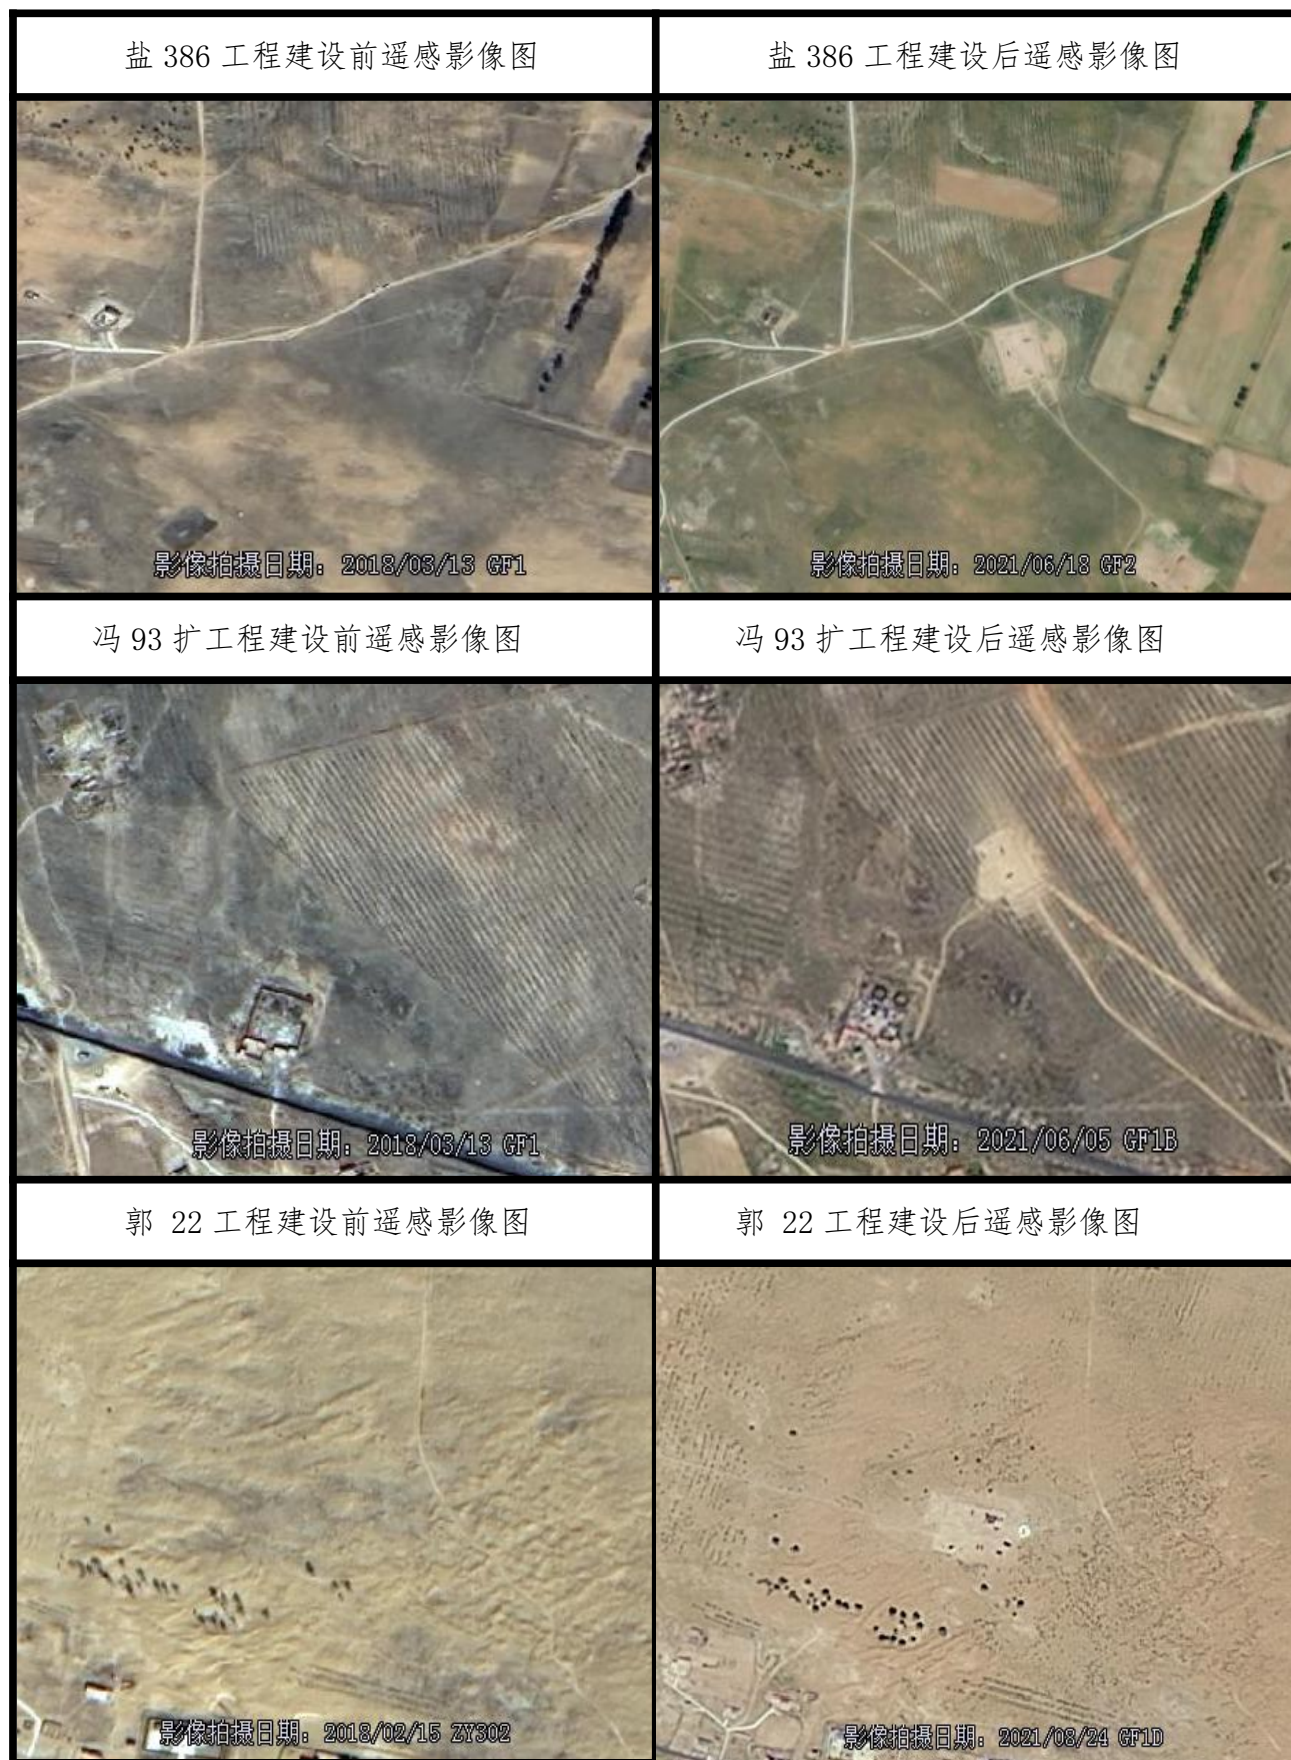 盐 386 工程建设前遥感影像图
盐 386 工程建设后遥感影像图
影像拍摄日期：2018/03/13 GF1
影像拍摄日期：2021/06/18 GF2
冯 93 扩工程建设前遥感影像图
冯 93 扩工程建设后遥感影像图
影像拍摄日期：2018/03/13 GF1
影像拍摄日期：2021/06/05 GF1B
郭 22 工程建设前遥感影像图
郭 22 工程建设后遥感影像图
影像拍摄日期：2018/02/15 ZY302
影像拍摄日期：2021/08/24 GF1D